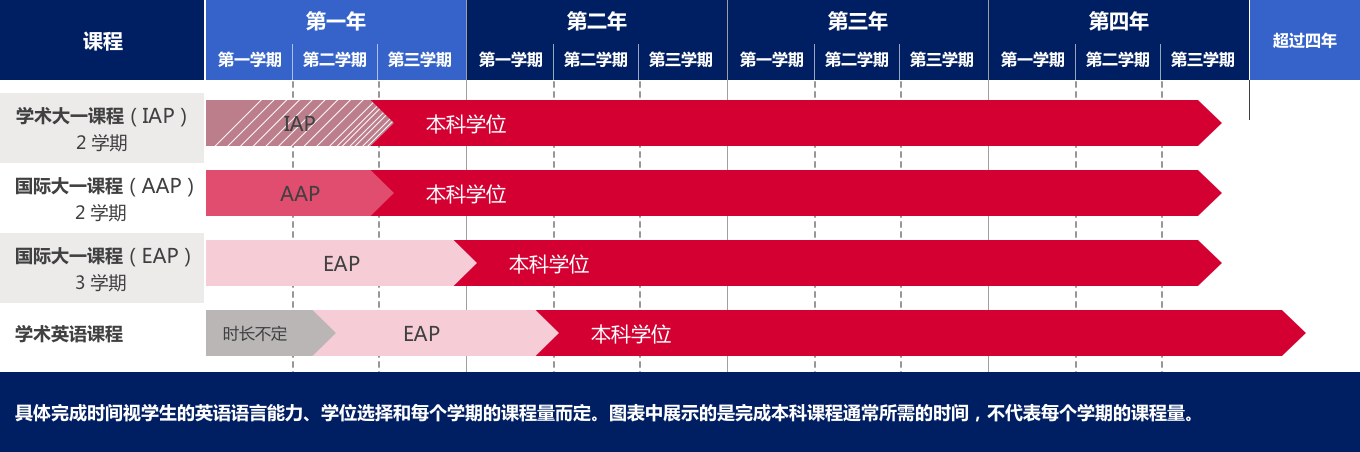 课程
第一年
第二年
第三年
第四年
超过四年
第一学期 第二学期 第三学期 第一学期 第二学期 第三学期 第一学期 第二学期 第三学期 第一学期 第二学期 第三学期
学术大一课程（IAP）
2 学期
IAP
本科学位
国际大一课程（AAP）
2 学期
AAP
本科学位
国际大一课程（EAP）
3 学期
EAP
本科学位
学术英语课程
时长不定
EAP
本科学位
具体完成时间视学生的英语语言能力、学位选择和每个学期的课程量而定。图表中展示的是完成本科课程通常所需的时间，不代表每个学期的课程量。